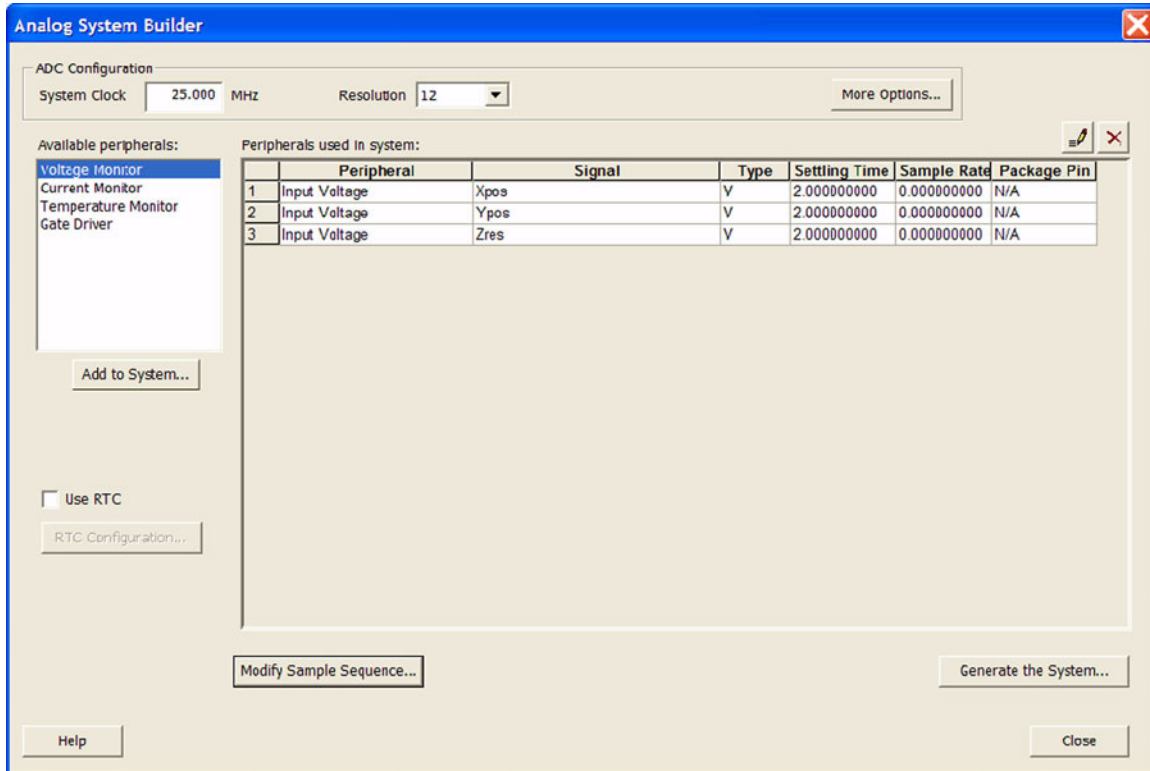 Analog System Builder
ADC Configuration
System Clock 25.000 MHz Resolution 12 More Options...
Available peripherals:
Voltage Monitor
Current Monitor
Temperature Monitor
Gate Driver
Add to System...
Use RTC
RTC Configuration...
Peripherals used in system:
Peripheral Signal Type Settling Time Sample Rate Package Pin
1 Input Voltage Xpos V 2.000000000 0.000000000 N/A
2 Input Voltage Ypos V 2.000000000 0.000000000 N/A
3 Input Voltage Zres V 2.000000000 0.000000000 N/A
Modify Sample Sequence... Generate the System...
Help Close